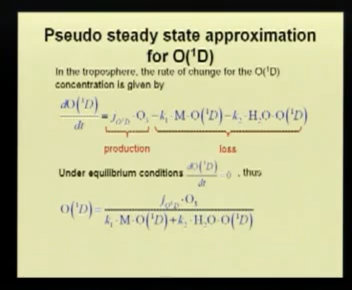 Pseudo steady state approximation
for O(¹D)
In the troposphere, the rate of change for the O(¹D)
concentration is given by
dO(¹D)/dt = J_O¹D · O₃ − k₁ · M · O(¹D) − k₂ · H₂O · O(¹D)
production loss
Under equilibrium conditions dO(¹D)/dt = 0 , thus
O(¹D) = J_O¹D · O₃ / k₁ · M · O(¹D) + k₂ · H₂O · O(¹D)